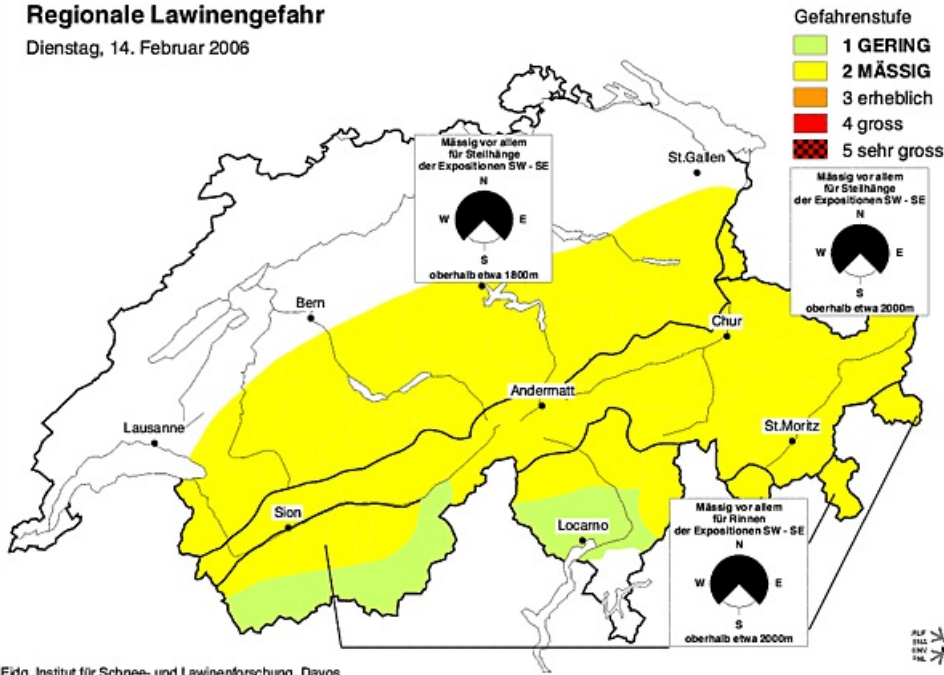 Regionale Lawinengefahr
Dienstag, 14. Februar 2006
Gefahrenstufe
1 GERING
2 MÄSSIG
3 erheblich
4 gross
5 sehr gross
Mässig vor allem
für Steilhänge
der Expositionen SW - SE
N
W E
S
oberhalb etwa 1800m
St.Gallen
Mässig vor allem
für Steilhänge
der Expositionen SW - SE
N
W E
S
oberhalb etwa 2000m
Bern
Chur
Andermatt
Lausanne
St.Moritz
Sion
Locarno
Mässig vor allem
für Rinnen
der Expositionen SW - SE
N
W E
S
oberhalb etwa 2000m
Eidg. Institut für Schnee- und Lawinenforschung, Davos